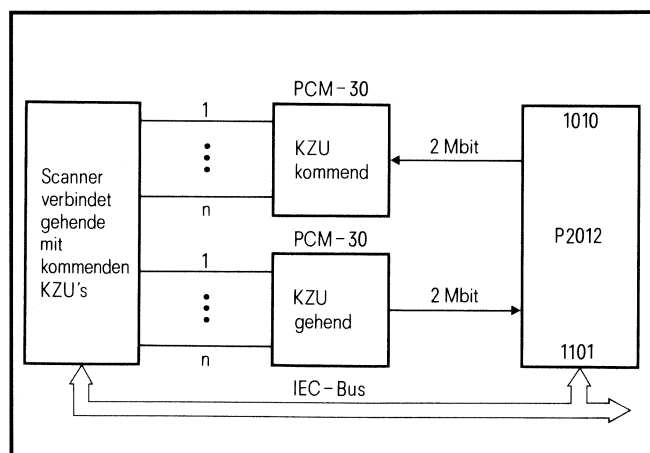 PCM-30
1
KZU
kommend
n
2 Mbit
1010
P2012
1101
Scanner
verbindet
gehende
mit
kommenden
KZU's
PCM-30
1
KZU
gehend
n
2 Mbit
IEC-Bus